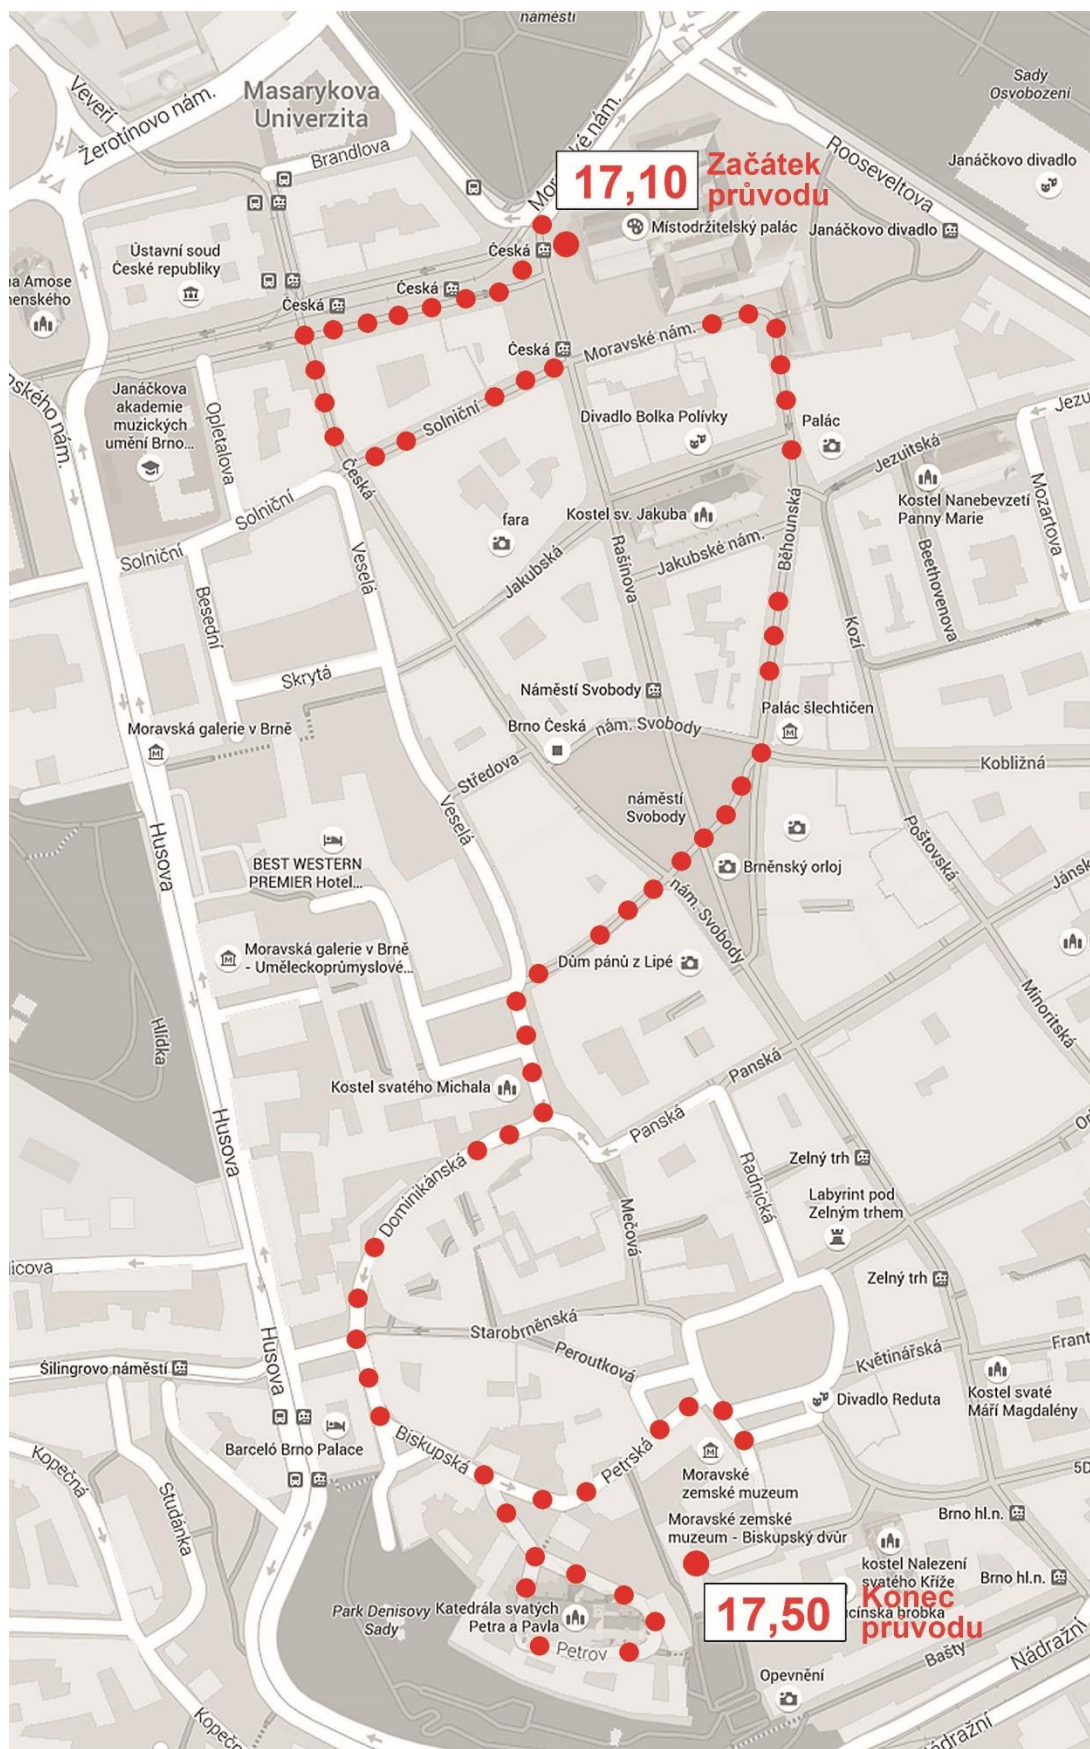 náměstí
Veveří
Žerotínovo nám.
Masarykova
Univerzita
Brandlova
Sady
Osvobození
Rooseveltova
Janáčkovo divadlo
17,10
Začátek
průvodu
Místodržitelský palác
Janáčkovo divadlo
Česká
Ústavní soud
České republiky
na Amose
nenského
Česká
Česká
Česká
Moravské nám.
Janáčkova
akademie
muzických
umění Brno...
Opletalova
Solniční
Divadlo Bolka Polívky
Palác
Jezuitská
Mozartova
Česká
Solniční
Kostel Nanebevzetí
Panny Marie
fara
Kostel sv. Jakuba
Běhounská
Solniční
Veselá
Jakubská
Rašínova
Jakubské nám.
Beethovenova
Besední
Kozí
Skrytá
Náměstí Svobody
Palác šlechtičen
Moravská galerie v Brně
Brno Česká
nám. Svobody
Středova
Kobližná
náměstí
Svobody
Veselá
Husova
Poštovská
BEST WESTERN
PREMIER Hotel...
Brněnský orloj
nám. Svobody
Moravská galerie v Brně
- Uměleckoprůmyslové...
Dům pánů z Lipé
Minoritská
Hlídka
Panská
Kostel svatého Michala
Husova
Panská
Zelný trh
Radnická
Dominikánská
Labyrint pod
Zelným trhem
Mečová
Zelný trh
Starobrněnská
Husova
Peroutková
Květinářská
Šilingrovo náměstí
Divadlo Reduta
Kostel svaté
Máří Magdalény
Barceló Brno Palace
Biskupská
Petrská
Kopečná
Studánka
Moravské
zemské muzeum
Moravské zemské
muzeum - Biskupský dvůr
Brno hl.n.
kostel Nalezení
svatého Kříže
Brno hl.n.
Park Denisovy
Sady
Katedrála svatých
Petra a Pavla
17,50
Konec
průvodu
Petrov
Bašty
Nádražní
Opevnění
Kopečná